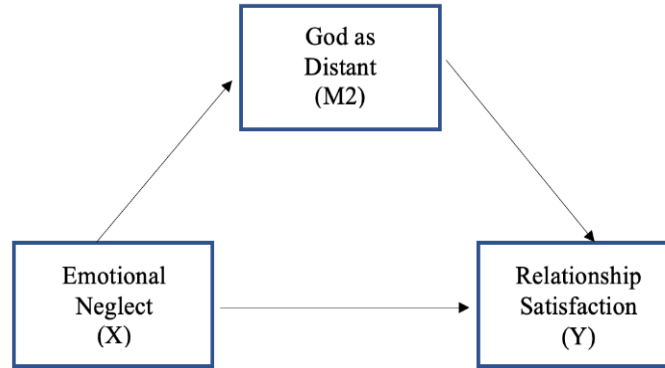 God as
Distant
(M2)
Emotional
Neglect
(X)
Relationship
Satisfaction
(Y)